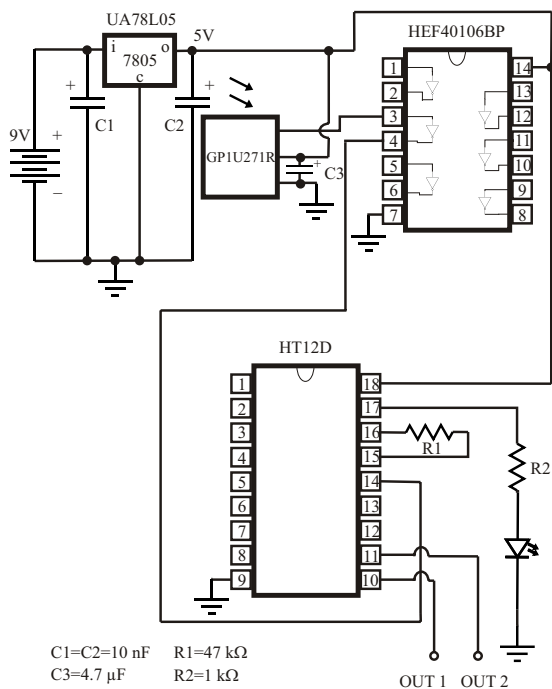 UA78L05
HEF40106BP
i 7805 o
c
5V
+
+
C1
C2
9V
+
−
GP1U271R
+
C3
1
2
3
4
5
6
7
14
13
12
11
10
9
8
HT12D
1
2
3
4
5
6
7
8
9
18
17
16
15
14
13
12
11
10
R1
R2
C1=C2=10 nF R1=47 kΩ
C3=4.7 µF R2=1 kΩ
OUT 1 OUT 2